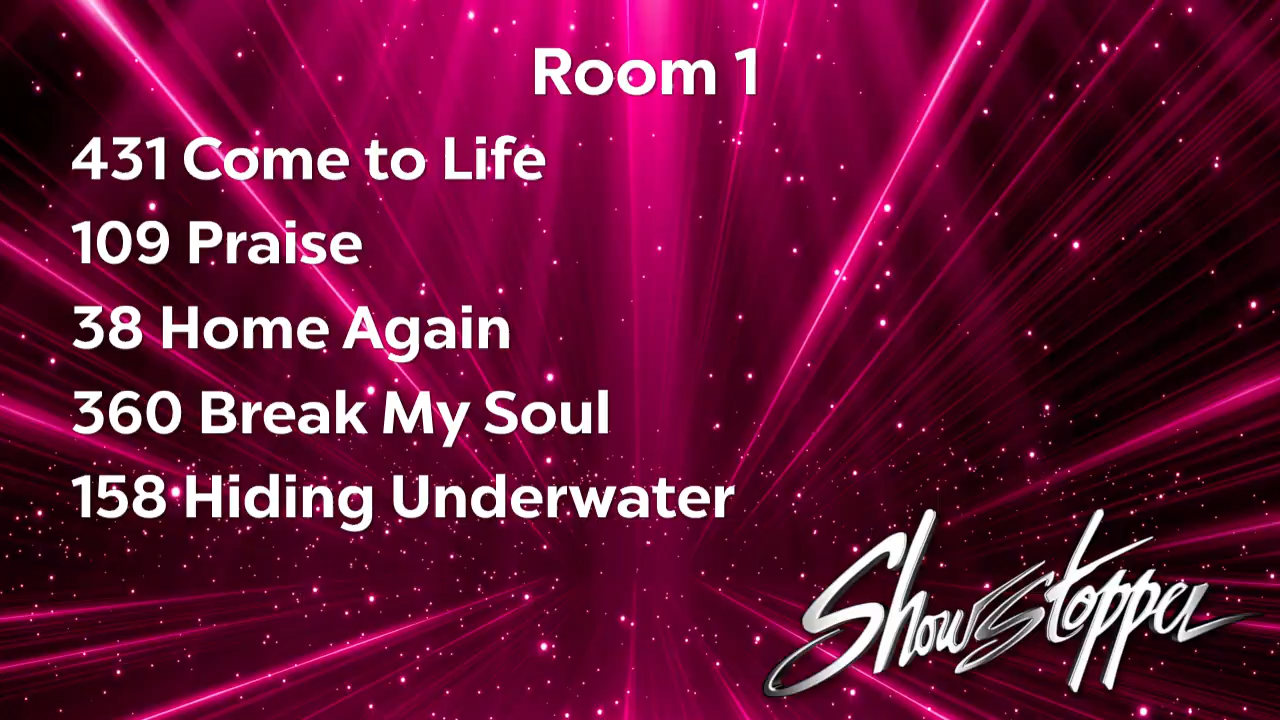 Room 1
431 Come to Life
109 Praise
38 Home Again
360 Break My Soul
158 Hiding Underwater
Showstopper